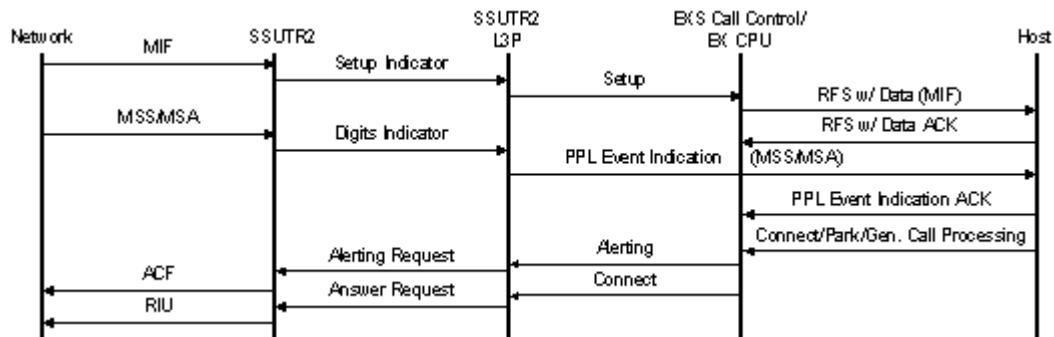 Network
SSUTR2
SSUTR2
L3P
EXS Call Control/
EX CPU
Host
MIF
Setup Indicator
Setup
RFS w/ Data (MIF)
MSS/MSA
Digits Indicator
RFS w/ Data ACK
PPL Event Indication (MSS/MSA)
PPL Event Indication ACK
Connect/Park/Gen. Call Processing
Alerting
Alerting Request
ACF
Connect
Answer Request
RIU